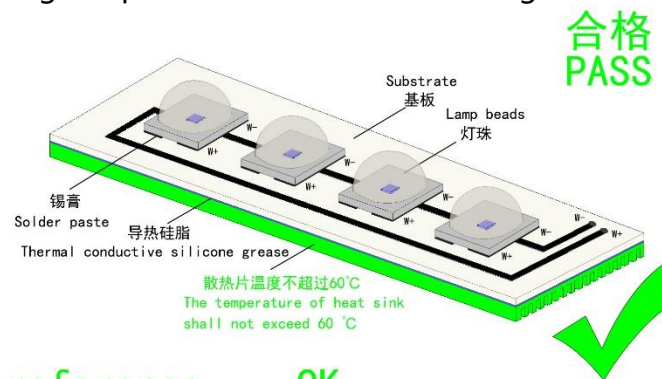 合格
PASS
Substrate
基板
Lamp beads
灯珠
W-
W+
W-
W+
W-
W+
W-
W+
W-
W+
锡膏
Solder paste
导热硅脂
Thermal conductive silicone grease
散热片温度不超过60℃
The temperature of heat sink
shall not exceed 60 ℃
OK